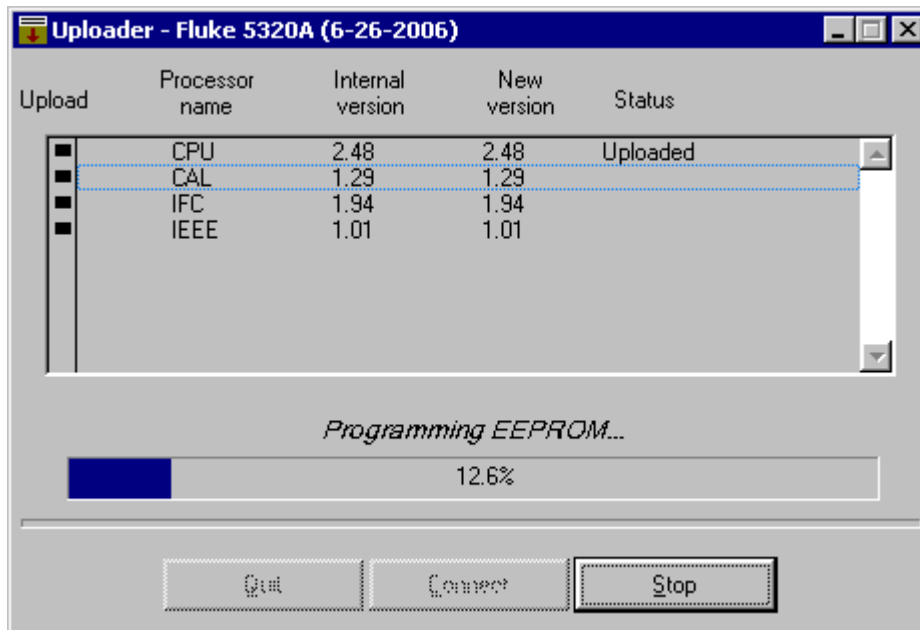 Uploader - Fluke 5320A (6-26-2006)
Upload Processor name Internal version New version Status
CPU 2.48 2.48 Uploaded
CAL 1.29 1.29
IFC 1.94 1.94
IEEE 1.01 1.01
Programming EEPROM...
12.6%
Quit Connect Stop